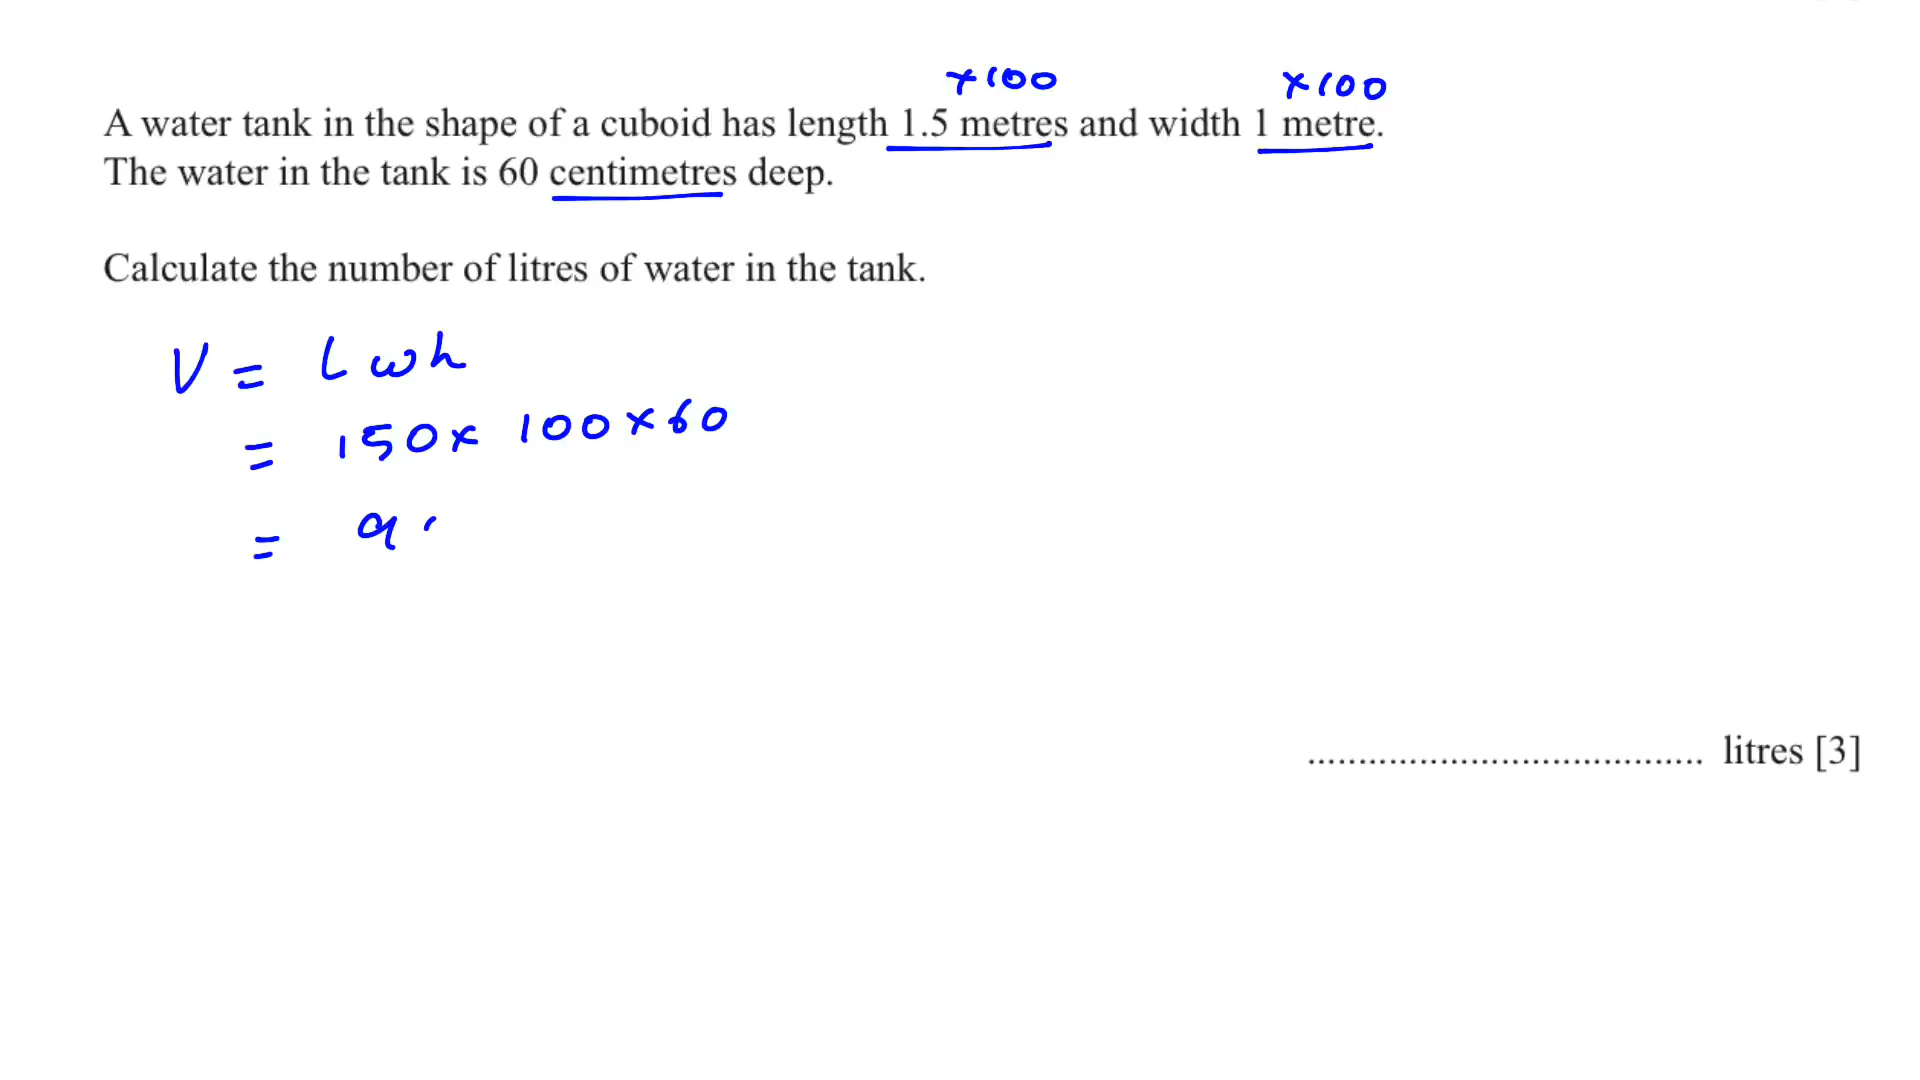 ×100 ×100
A water tank in the shape of a cuboid has length 1.5 metres and width 1 metre.
The water in the tank is 60 centimetres deep.
Calculate the number of litres of water in the tank.
V = l w h
= 150 × 100 × 60
= 9
.......................................... litres [3]